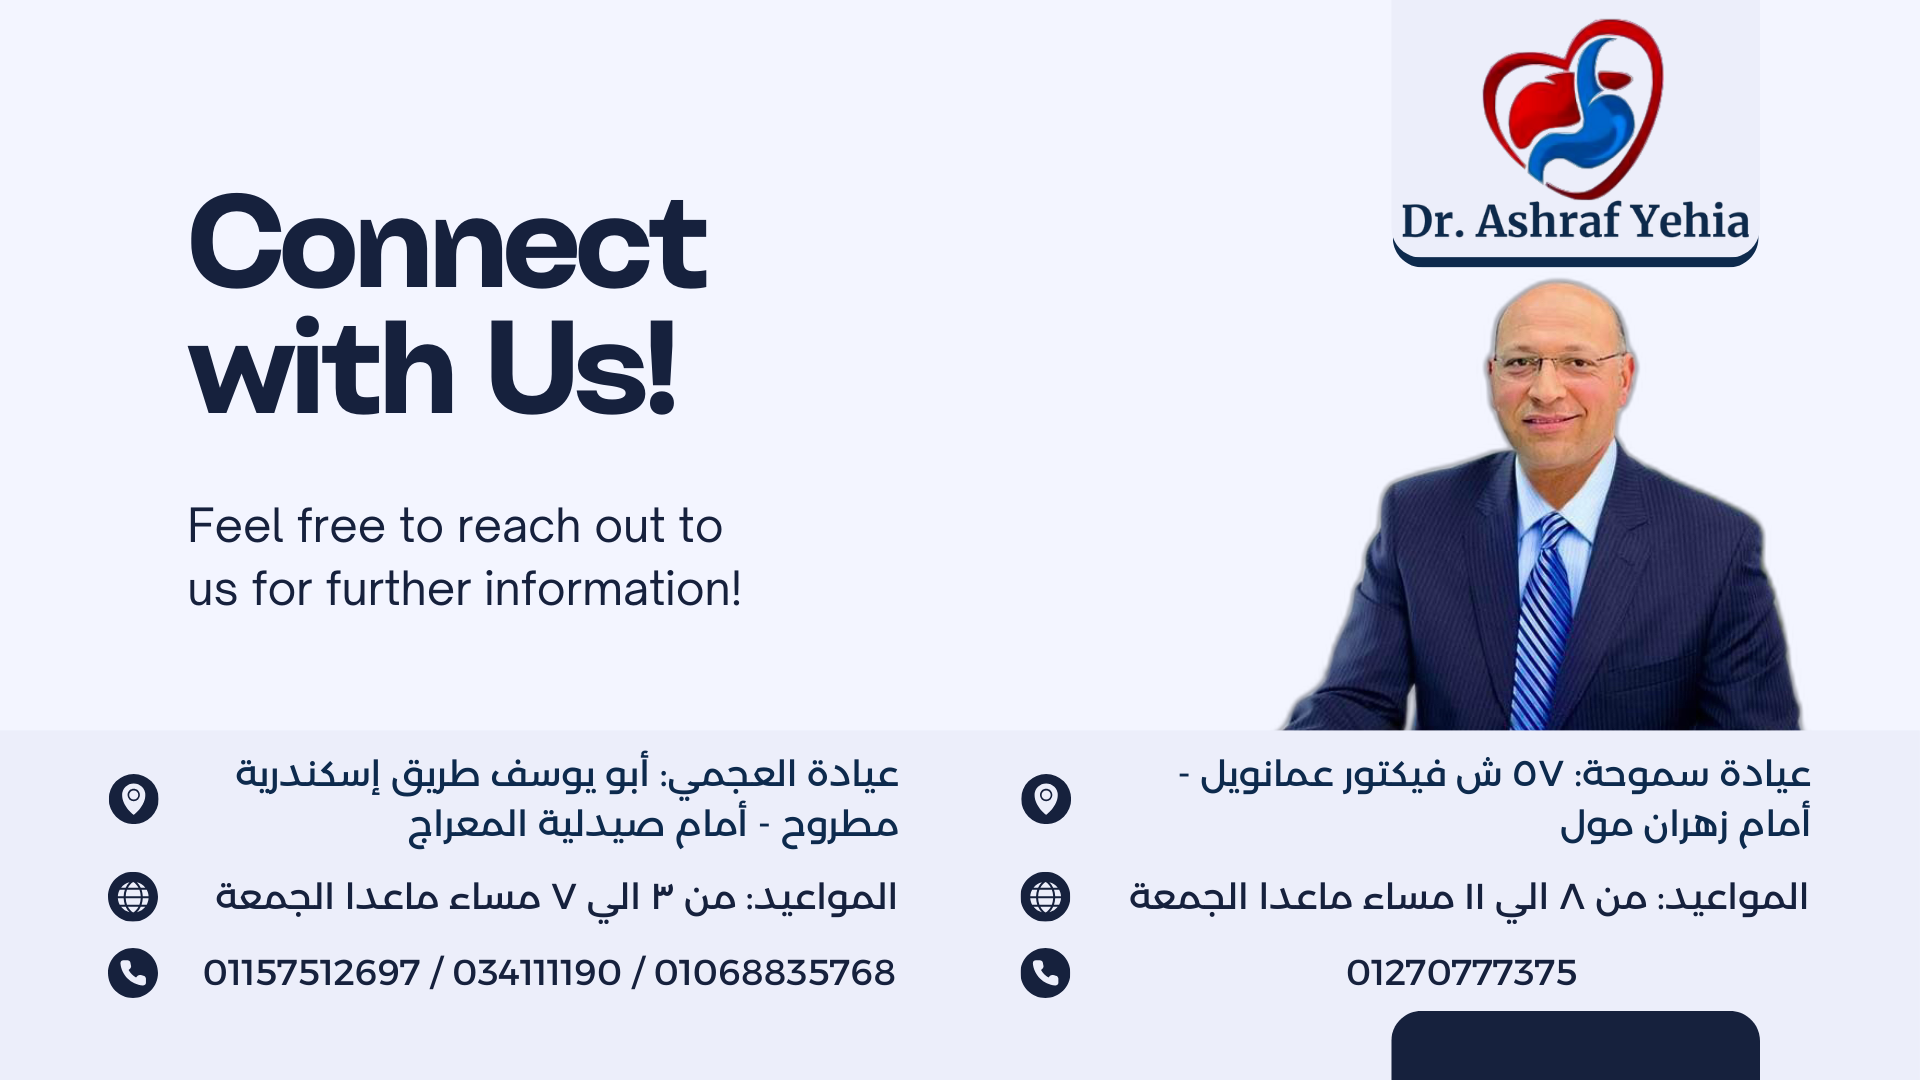 Dr. Ashraf Yehia
Connect
with Us!
Feel free to reach out to
us for further information!
عيادة العجمي: أبو يوسف طريق إسكندرية
مطروح - أمام صيدلية المعراج
المواعيد: من ٣ الي ٧ مساء ماعدا الجمعة
01157512697 / 034111190 / 01068835768
عيادة سموحة: ٥٧ ش فيكتور عمانويل -
أمام زهران مول
المواعيد: من ٨ الي ١١ مساء ماعدا الجمعة
01270777375